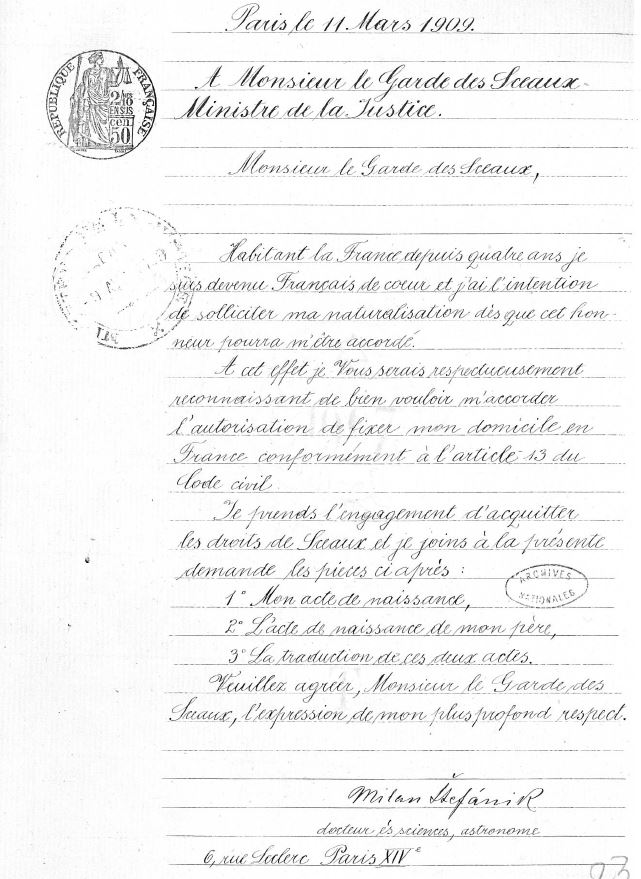 Paris le 11 Mars 1909.
A Monsieur le Garde des Sceaux-
Ministre de la Justice.
RÉPUBLIQUE FRANÇAISE
2/10es
EN SUS
cen.
50
Monsieur le Garde des Sceaux,
Habitant la France depuis quatre ans je
suis devenu Français de cœur et j'ai l'intention
de solliciter ma naturalisation dès que cet hon-
neur pourra m'être accordé.
A cet effet je Vous serais respectueusement
reconnaissant de bien vouloir m'accorder
l'autorisation de fixer mon domicile en
France conformément à l'article 13 du
Code civil.
Je prends l'engagement d'acquitter
les droits de Sceaux et je joins à la présente
demande les pieces ci après :
ARCHIVES
NATIONALES
1° Mon acte de naissance,
2° L'acte de naissance de mon père,
3° La traduction de ces deux actes.
Veuillez agréer, Monsieur le Garde des
Sceaux, l'expression de mon plus profond respect.
Milan Štefánik
docteur ès sciences, astronome
6, rue Leclerc Paris XIVe